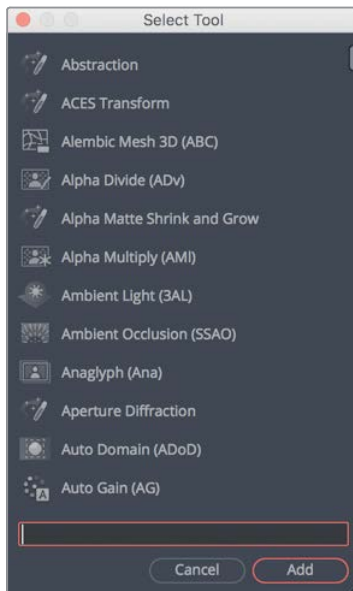 Select Tool
Abstraction
ACES Transform
Alembic Mesh 3D (ABC)
Alpha Divide (ADv)
Alpha Matte Shrink and Grow
Alpha Multiply (AMl)
Ambient Light (3AL)
Ambient Occlusion (SSAO)
Anaglyph (Ana)
Aperture Diffraction
Auto Domain (ADoD)
Auto Gain (AG)
Cancel Add